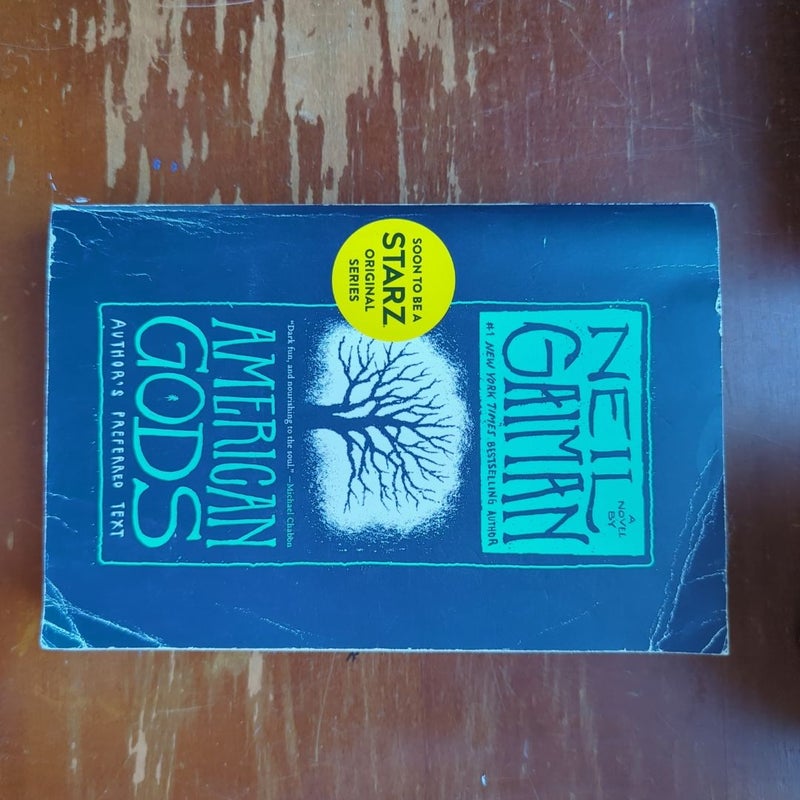 A
NOVEL
BY
NEIL
GAIMAN
#1 NEW YORK TIMES BESTSELLING AUTHOR
SOON TO BE A
STARZ
ORIGINAL
SERIES
“Dark fun, and nourishing to the soul.” —Michael Chabon
AMERICAN
GODS
AUTHOR'S PREFERRED TEXT